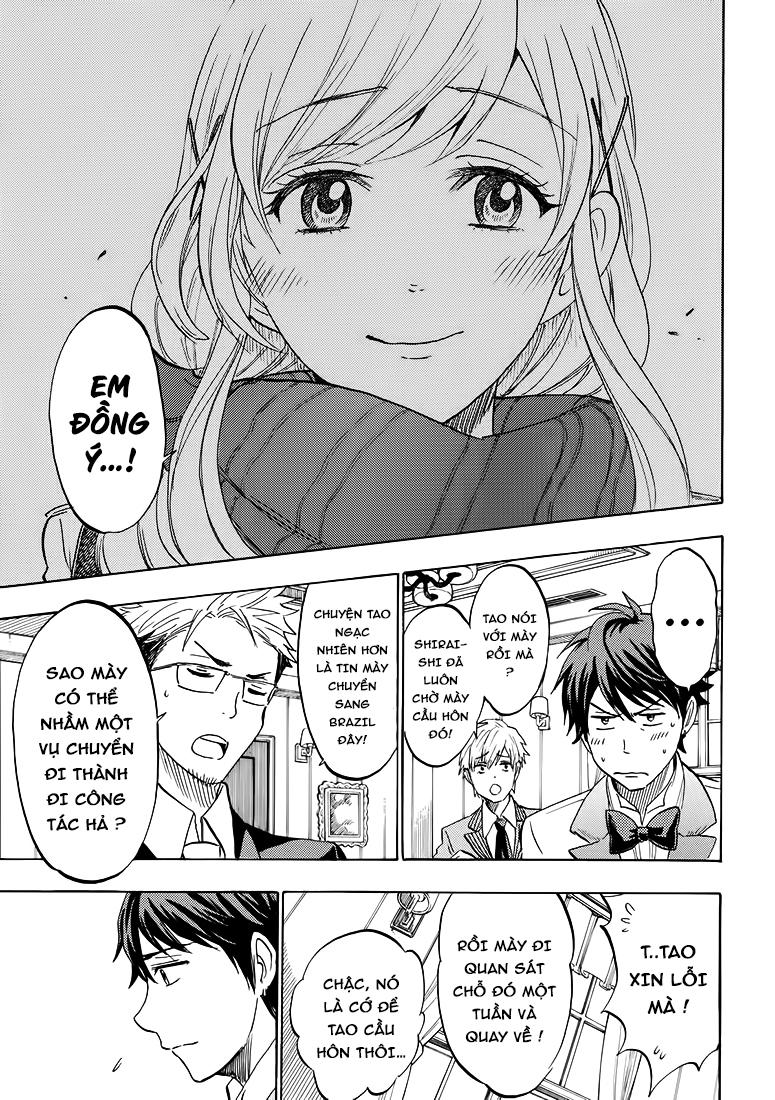 EM
ĐỒNG
Ý...!
...
TAO NÓI
VỚI MÀY
RỒI MÀ
?
SHIRAI-
SHI ĐÃ
LUÔN
CHỜ MÀY
CẦU HÔN
ĐÓ!
CHUYỆN TAO
NGẠC
NHIÊN HƠN
LÀ TIN MÀY
CHUYỂN
SANG
BRAZIL
ĐÂY!
SAO MÀY
CÓ THỂ
NHẦM MỘT
VỤ CHUYỂN
ĐI THÀNH
ĐI CÔNG
TÁC HẢ ?
T..TAO
XIN LỖI
MÀ !
RỒI MÀY ĐI
QUAN SÁT
CHỖ ĐÓ MỘT
TUẦN VÀ
QUAY VỀ !
CHẬC, NÓ
LÀ CỚ ĐỂ
TAO CẦU
HÔN THÔI...